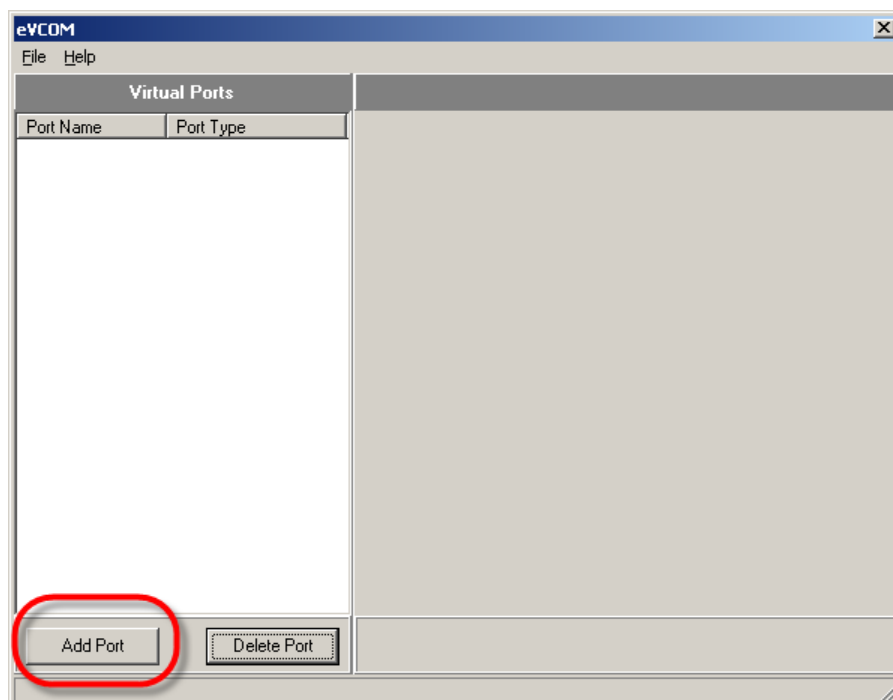 eVCOM
File Help
Virtual Ports
Port Name Port Type
Add Port Delete Port